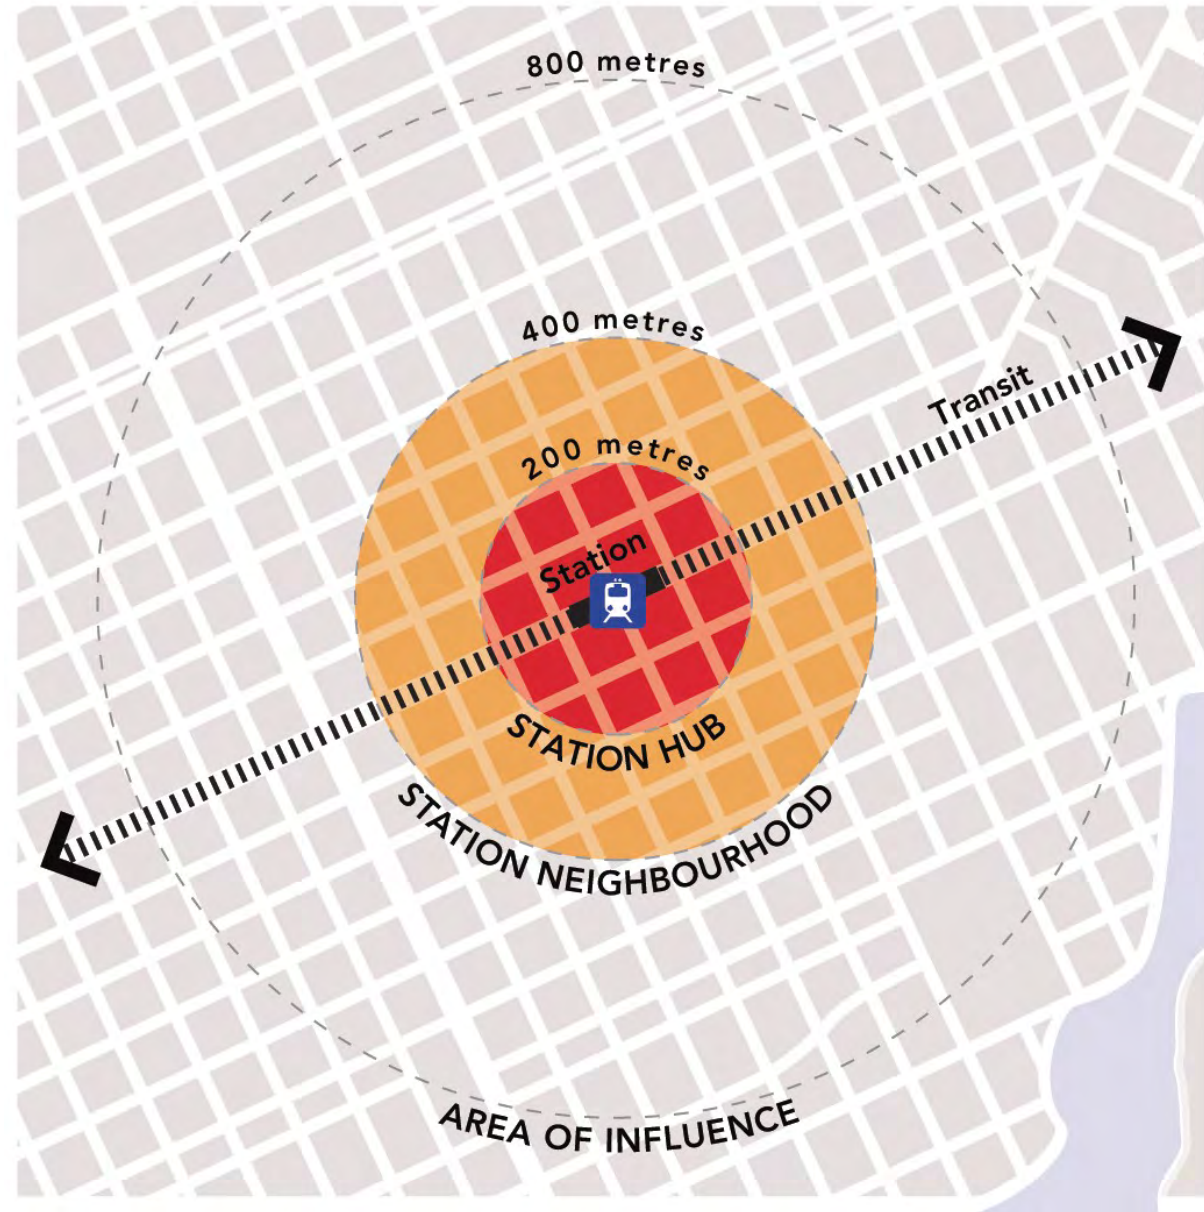 800 metres
400 metres
Transit
200 metres
Station
STATION HUB
STATION NEIGHBOURHOOD
AREA OF INFLUENCE